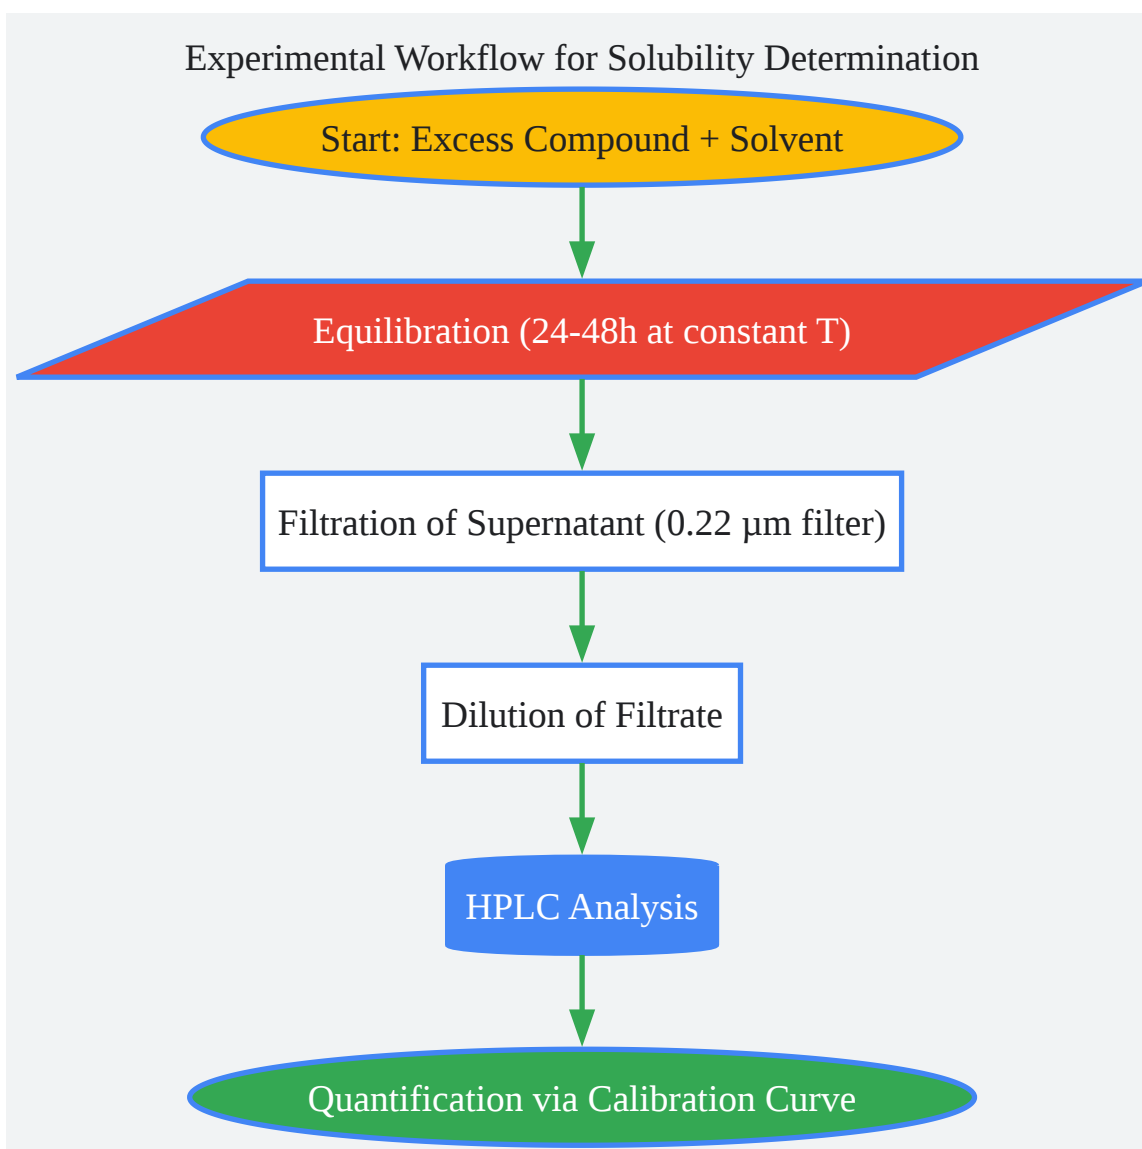 Experimental Workflow for Solubility Determination
Start: Excess Compound + Solvent
Equilibration (24-48h at constant T)
Filtration of Supernatant (0.22 µm filter)
Dilution of Filtrate
HPLC Analysis
Quantification via Calibration Curve